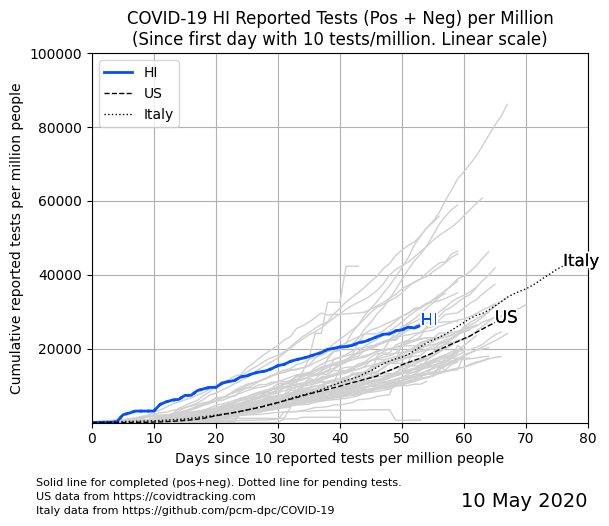 COVID-19 HI Reported Tests (Pos + Neg) per Million
(Since first day with 10 tests/million. Linear scale)
Cumulative reported tests per million people
100000
80000
60000
40000
20000
HI
US
Italy
Italy
HI
US
0 10 20 30 40 50 60 70 80
Days since 10 reported tests per million people
Solid line for completed (pos+neg). Dotted line for pending tests.
US data from https://covidtracking.com
Italy data from https://github.com/pcm-dpc/COVID-19
10 May 2020